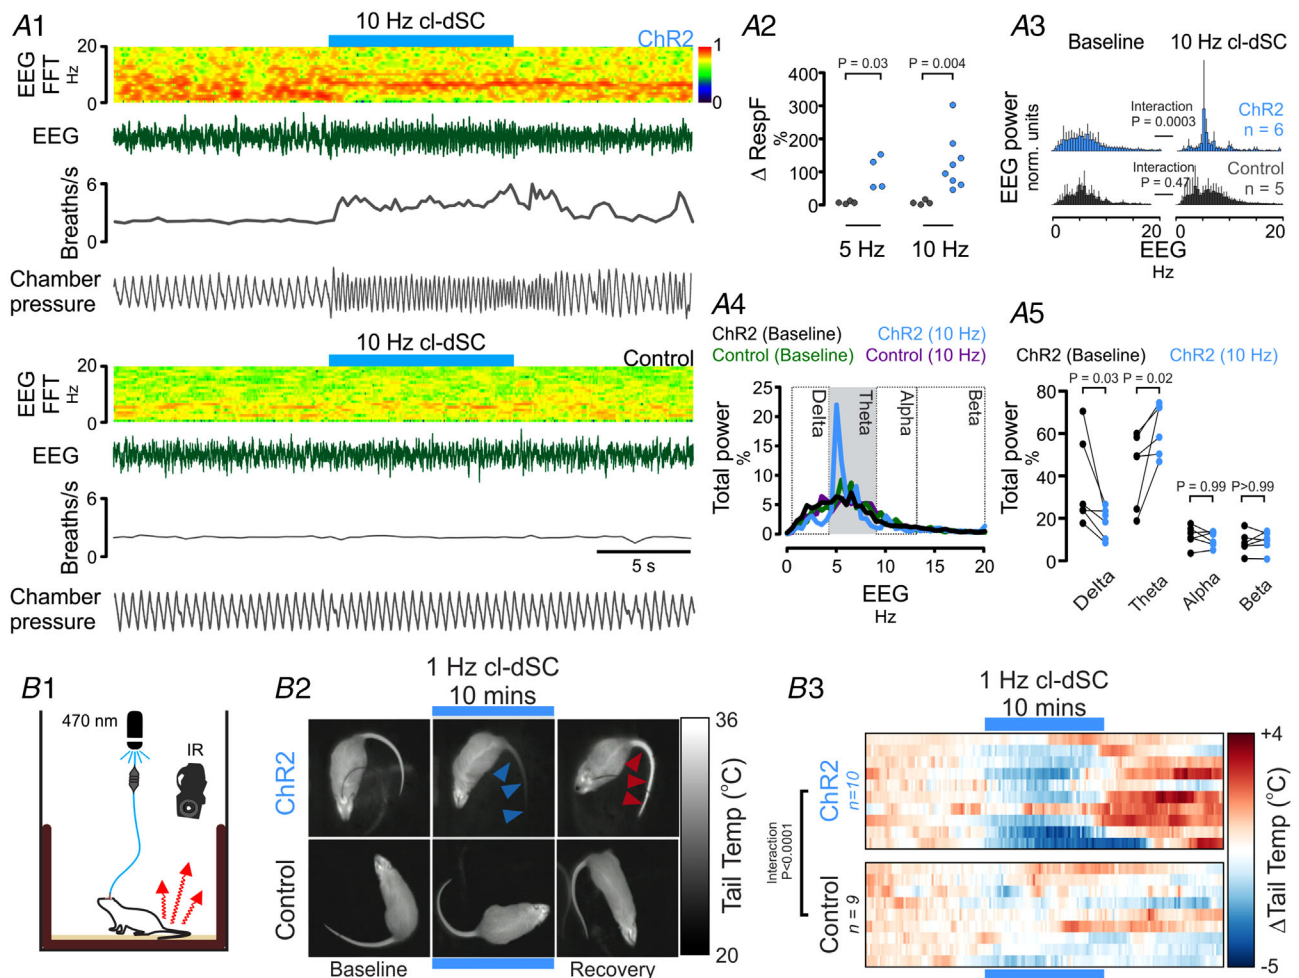 A1
10 Hz cl-dSC
ChR2
20
EEG
FFT
Hz
0
1
0
EEG
6
Breaths/s
0
Chamber
pressure
10 Hz cl-dSC
Control
20
EEG
FFT
Hz
0
EEG
6
Breaths/s
0
5 s
Chamber
pressure
A2
P = 0.03
P = 0.004
400
300
200
100
0
Δ RespF
%
5 Hz
10 Hz
A3
Baseline
10 Hz cl-dSC
EEG power
norm. units
Interaction
P = 0.0003
ChR2
n = 6
Interaction
P = 0.47
Control
n = 5
0
10
20
0
10
20
EEG
Hz
A4
ChR2 (Baseline)
ChR2 (10 Hz)
Control (Baseline)
Control (10 Hz)
25
20
15
10
5
0
Total power
%
Delta
Theta
Alpha
Beta
0
5
10
15
20
EEG
Hz
A5
ChR2 (Baseline)
ChR2 (10 Hz)
P = 0.03
P = 0.02
P = 0.99
P>0.99
80
60
40
20
0
Total power
%
Delta
Theta
Alpha
Beta
B1
470 nm
IR
B2
1 Hz cl-dSC
10 mins
ChR2
Control
Baseline
Recovery
36
Tail Temp (°C)
20
B3
1 Hz cl-dSC
10 mins
Interaction
P<0.0001
ChR2
n=10
Control
n = 9
+4
ΔTail Temp (°C)
-5